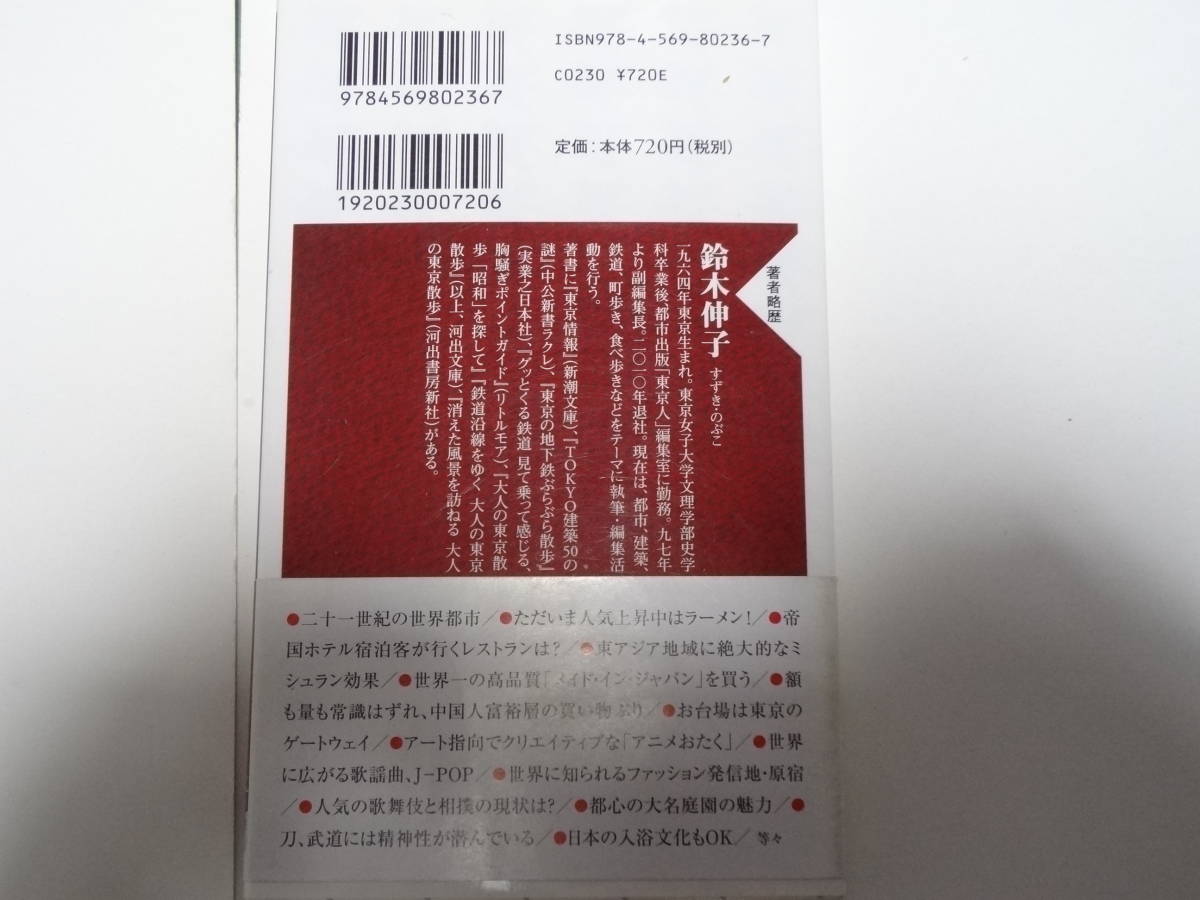 ISBN978-4-569-80236-7
C0230 ¥720E
9784569802367
定価：本体720円（税別）
1920230007206
著者略歴
鈴木伸子 すずき・のぶこ
一九六四年東京生まれ。東京女子大学文理学部史学
科卒業後、都市出版「東京人」編集室に勤務。九七年
より副編集長。二〇一〇年退社。現在は、都市、建築、
鉄道、町歩き、食べ歩きなどをテーマに執筆・編集活
動を行う。
著書に『東京情報』（新潮文庫）、『TOKYO建築50の
謎』（中公新書ラクレ）、『東京の地下鉄ぶらぶら散歩』
（実業之日本社）、『グッとくる鉄道 見て乗って感じる、
胸騒ぎポイントガイド』（リトルモア）、『大人の東京散
歩 「昭和」を探して』『鉄道沿線をゆく 大人の東京
散歩』（以上、河出文庫）、『消えた風景を訪ねる 大人
の東京散歩』（河出書房新社）がある。
●二十一世紀の世界都市／●ただいま人気上昇中はラーメン！／●帝
国ホテル宿泊客が行くレストランは？／●東アジア地域に絶大的なミ
シュラン効果／●世界一の高品質「メイド・イン・ジャパン」を買う／●額
も量も常識はずれ、中国人富裕層の買い物ぶり／●お台場は東京の
ゲートウェイ／●アート指向でクリエイティブな「アニメおたく」／●世界
に広がる歌謡曲、J-POP／●世界に知られるファッション発信地・原宿
／●人気の歌舞伎と相撲の現状は？／●都心の大名庭園の魅力／●
刀、武道には精神性が潜んでいる／●日本の入浴文化もOK／ 等々